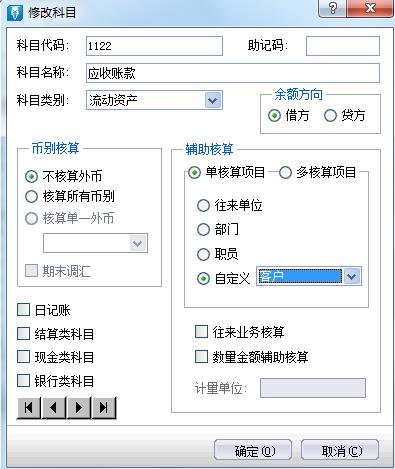 修改科目
科目代码: 1122 助记码:
科目名称: 应收账款
科目类别: 流动资产
余额方向
借方 贷方
币别核算
不核算外币
核算所有币别
核算单一外币
期末调汇
辅助核算
单核算项目 多核算项目
往来单位
部门
职员
自定义 客户
日记账
结算类科目
现金类科目
银行类科目
往来业务核算
数量金额辅助核算
计量单位:
确定(O) 取消(C)